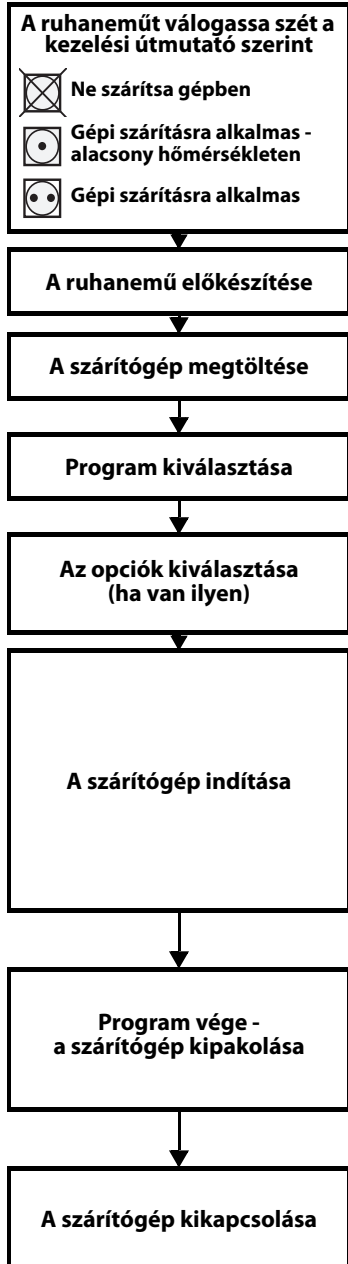 A ruhaneműt válogassa szét a
kezelési útmutató szerint
Ne szárítsa gépben
Gépi szárításra alkalmas -
alacsony hőmérsékleten
Gépi szárításra alkalmas
A ruhanemű előkészítése
A szárítógép megtöltése
Program kiválasztása
Az opciók kiválasztása
(ha van ilyen)
A szárítógép indítása
Program vége -
a szárítógép kipakolása
A szárítógép kikapcsolása